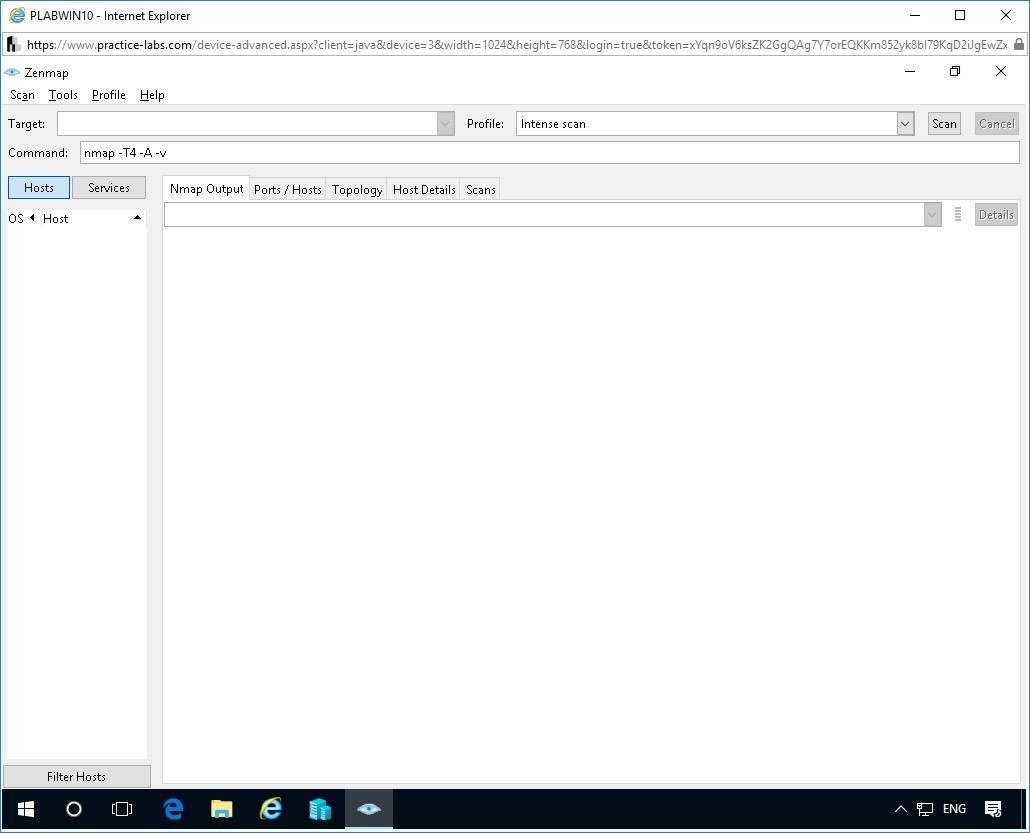 PLABWIN10 - Internet Explorer
https://www.practice-labs.com/device-advanced.aspx?client=java&device=3&width=1024&height=768&login=true&token=xYqn9oV6ksZK2GgQAg7Y7orEQKKm852yk8bl79KqD2iJgEwZx
Zenmap
Scan Tools Profile Help
Target: Profile: Intense scan Scan Cancel
Command: nmap -T4 -A -v
Hosts Services Nmap Output Ports / Hosts Topology Host Details Scans
OS Host Details
Filter Hosts
ENG